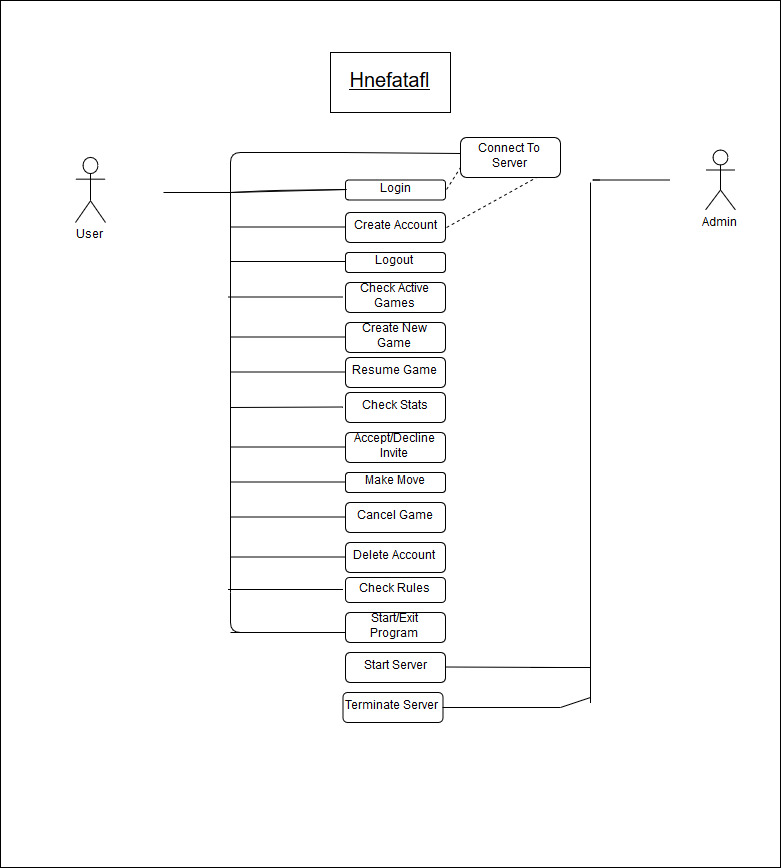 Hnefatafl
Connect To
Server
User
Admin
Login
Create Account
Logout
Check Active
Games
Create New
Game
Resume Game
Check Stats
Accept/Decline
Invite
Make Move
Cancel Game
Delete Account
Check Rules
Start/Exit
Program
Start Server
Terminate Server